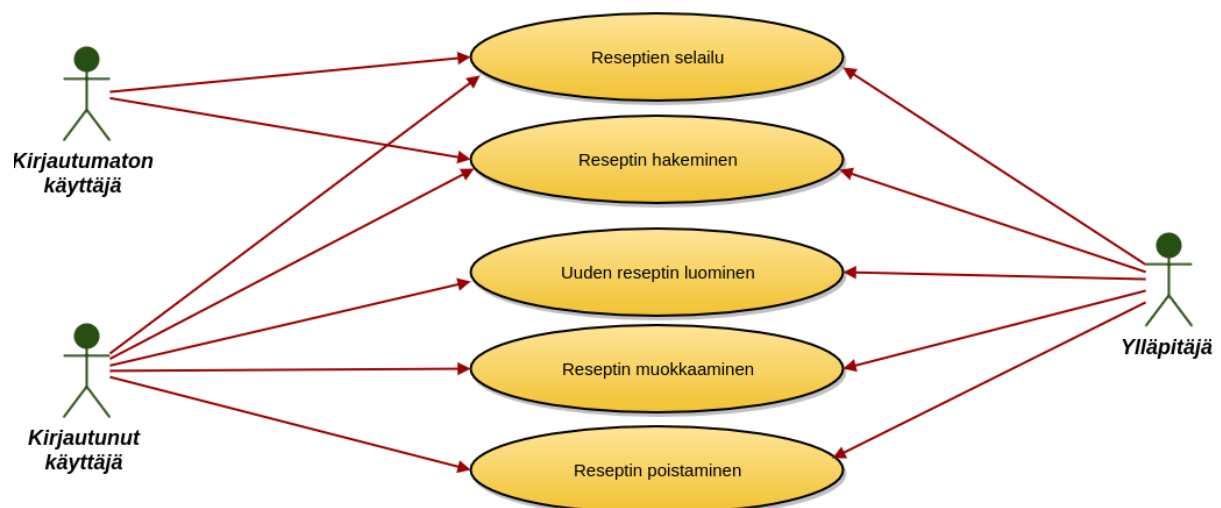 Reseptien selailu
Kirjautumaton
käyttäjä
Reseptin hakeminen
Uuden reseptin luominen
Ylläpitäjä
Reseptin muokkaaminen
Kirjautunut
käyttäjä
Reseptin poistaminen